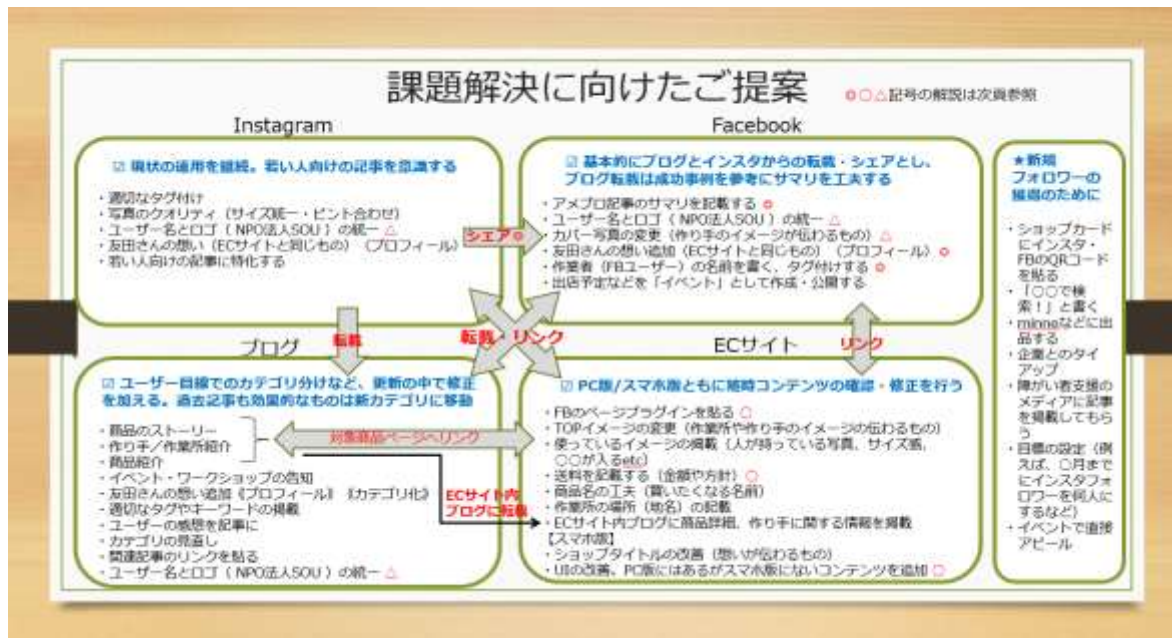 課題解決に向けたご提案
◎○△記号の解説は次頁参照
Instagram
☑ 現状の運用を継続。若い人向けの記事を意識する
・適切なタグ付け
・写真のクオリティ（サイズ統一・ピント合わせ）
・ユーザー名とロゴ（ NPO法人SOU ）の統一 △
・友田さんの想い（ECサイトと同じもの）（プロフィール）
・若い人向けの記事に特化する
シェア◎
Facebook
☑ 基本的にブログとインスタからの転載・シェアとし、
ブログ転載は成功事例を参考にサマリを工夫する
・アメブロ記事のサマリを記載する ◎
・ユーザー名とロゴ（ NPO法人SOU ）の統一 △
・カバー写真の変更（作り手のイメージが伝わるもの） △
・友田さんの想い追加（ECサイトと同じもの）（プロフィール） ◎
・作業者（FBユーザー）の名前を書く、タグ付けする ◎
・出店予定などを「イベント」として作成・公開する
転載
転載・リンク
リンク
ブログ
☑ ユーザー目線でのカテゴリ分けなど、更新の中で修正
を加える。過去記事も効果的なものは新カテゴリに移動
・商品のストーリー
・作り手/作業所紹介
・商品紹介
・イベント・ワークショップの告知
・友田さんの想い追加《プロフィール》《カテゴリ化》
・適切なタグやキーワードの掲載
・ユーザーの感想を記事に
・カテゴリの見直し
・関連記事のリンクを貼る
・ユーザー名とロゴ（ NPO法人SOU ）の統一 △
対象商品ページへリンク
ECサイト内
ブログに転載
ECサイト
☑ PC版/スマホ版ともに随時コンテンツの確認・修正を行う
・FBのページプラグインを貼る ○
・TOPイメージの変更（作業所や作り手のイメージの伝わるもの）
・使っているイメージの掲載（人が持っている写真、サイズ感、
○○が入るetc）
・送料を記載する（金額や方針） ○
・商品名の工夫（買いたくなる名前）
・作業所の場所（地名）の記載
・ECサイト内ブログに商品詳細、作り手に関する情報を掲載
【スマホ版】
・ショップタイトルの改善（想いが伝わるもの）
・UIの改善、PC版にはあるがスマホ版にないコンテンツを追加 ○
★新規
フォロワーの
獲得のために
・ショップカード
にインスタ・
FBのQRコード
を貼る
・「○○で検
索！」と書く
・minneなどに出
品する
・企業とのタイ
アップ
・障がい者支援の
メディアに記事
を掲載してもら
う
・目標の設定（例
えば、○月まで
にインスタフォ
ロワーを何人に
するなど）
・イベントで直接
アピール